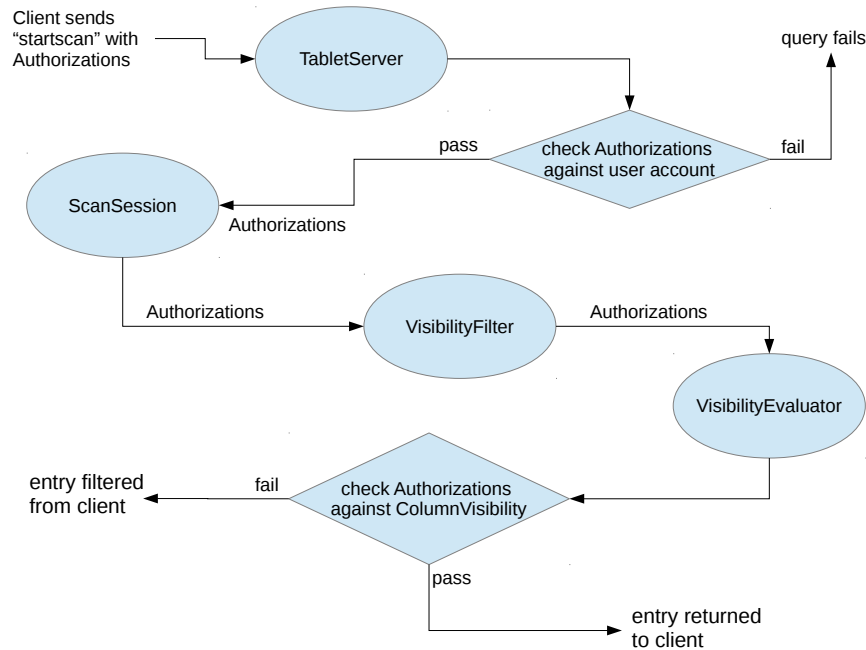 Client sends
“startscan” with
Authorizations
TabletServer
query fails
check Authorizations
against user account
pass
fail
ScanSession
Authorizations
Authorizations
VisibilityFilter
Authorizations
VisibilityEvaluator
check Authorizations
against ColumnVisibility
fail
entry filtered
from client
pass
entry returned
to client